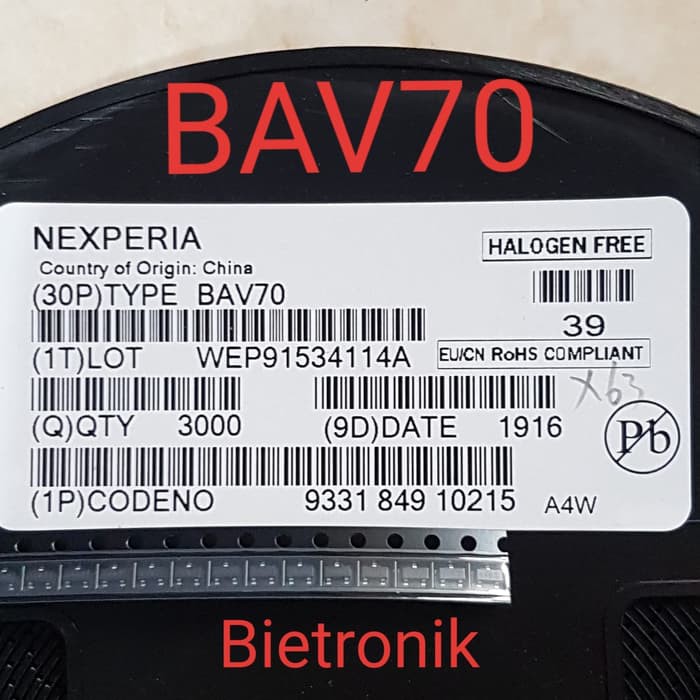 BAV70
NEXPERIA
HALOGEN FREE
Country of Origin: China
(30P)TYPE BAV70
39
(1T)LOT WEP91534114A
EU/CN RoHS COMPLIANT
X63
(Q)QTY 3000
(9D)DATE 1916
Pb
(1P)CODENO 9331 849 10215 A4W
Bietronik